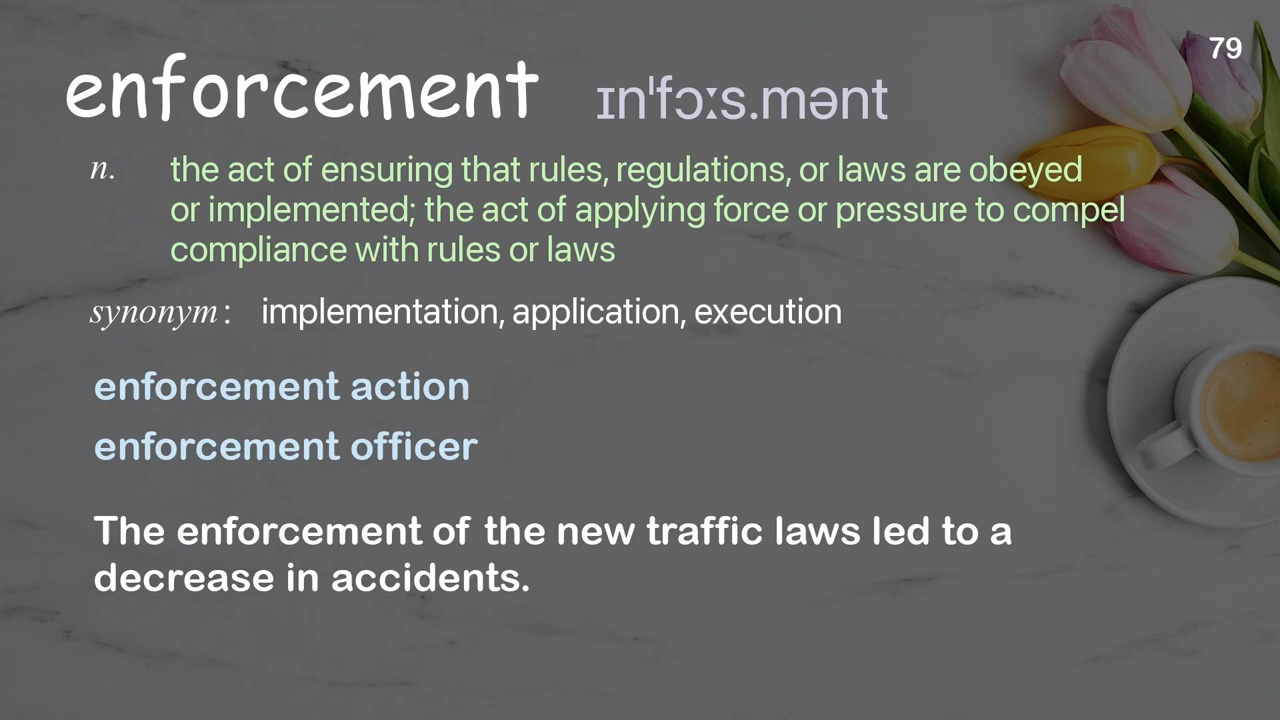 79
enforcement ɪnˈfɔːs.mənt
n. the act of ensuring that rules, regulations, or laws are obeyed
or implemented; the act of applying force or pressure to compel
compliance with rules or laws
synonym: implementation, application, execution
enforcement action
enforcement officer
The enforcement of the new traffic laws led to a
decrease in accidents.